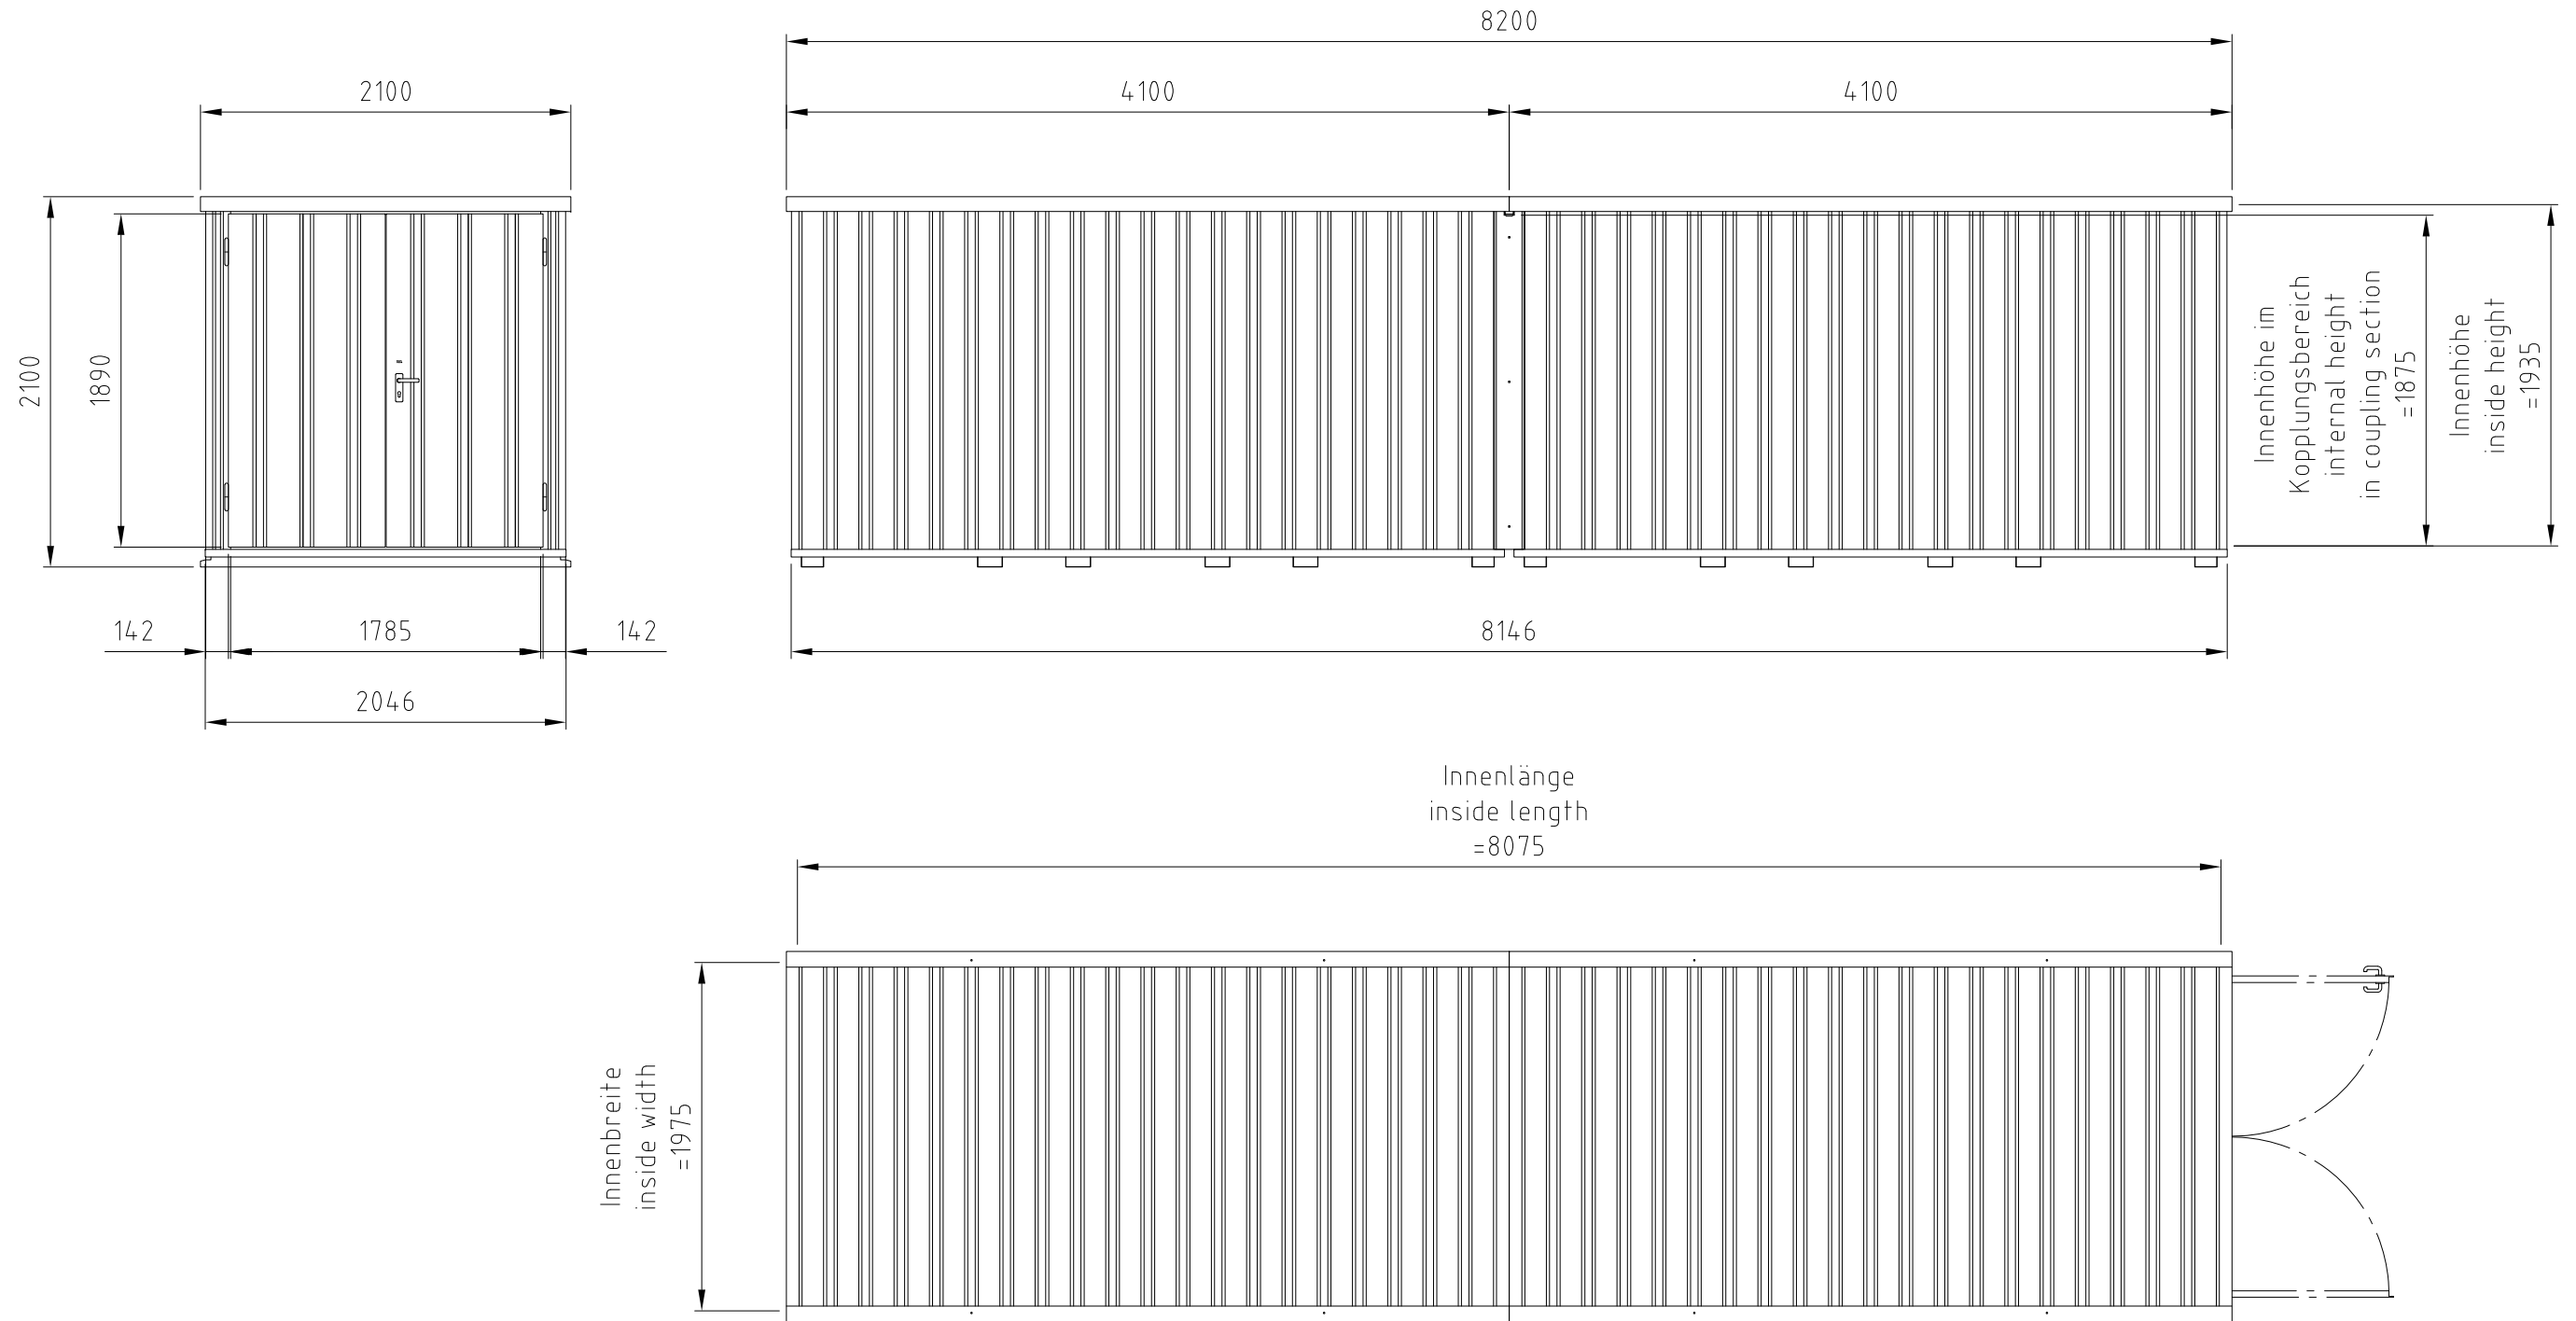 8200
2100
4100
4100
2100
1890
Innenhöhe im
Kopplungsbereich
internal height
in coupling section
=1875
Innenhöhe
inside height
=1935
142
1785
142
8146
2046
Innenlänge
inside length
=8075
Innenbreite
inside width
=1975